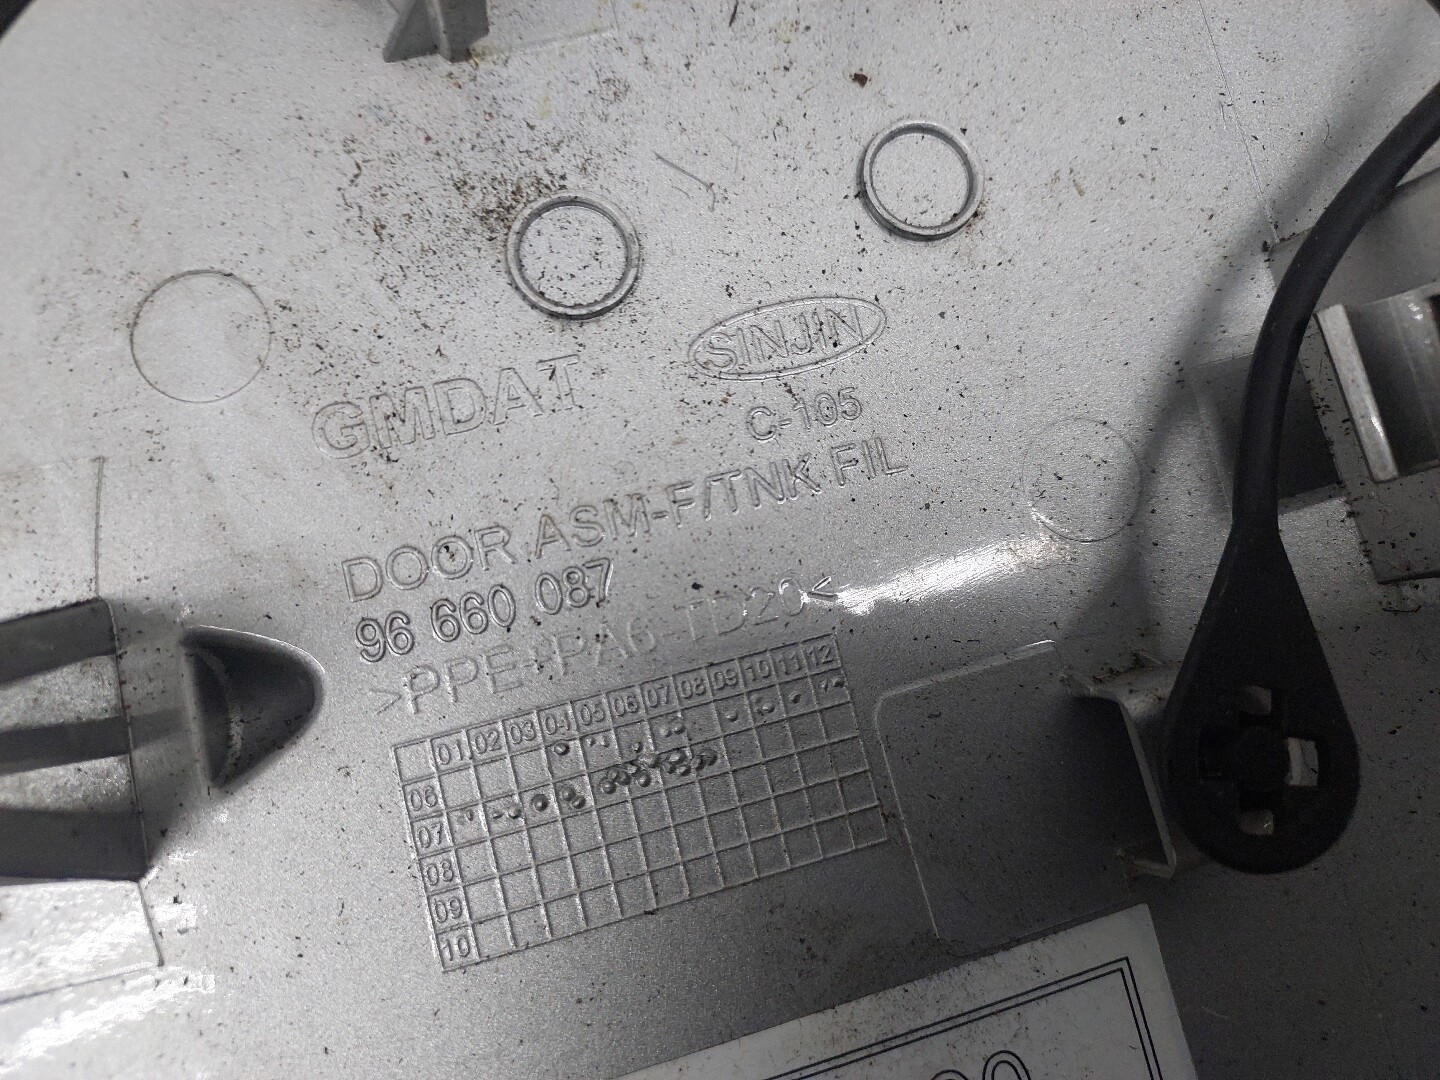 SINJIN
GMDAT
C-105
DOOR ASM-F/TNK FIL
96 660 087
>PPE+PA6-TD20<
01 02 03 04 05 06 07 08 09 10 11 12
06
07
08
09
10